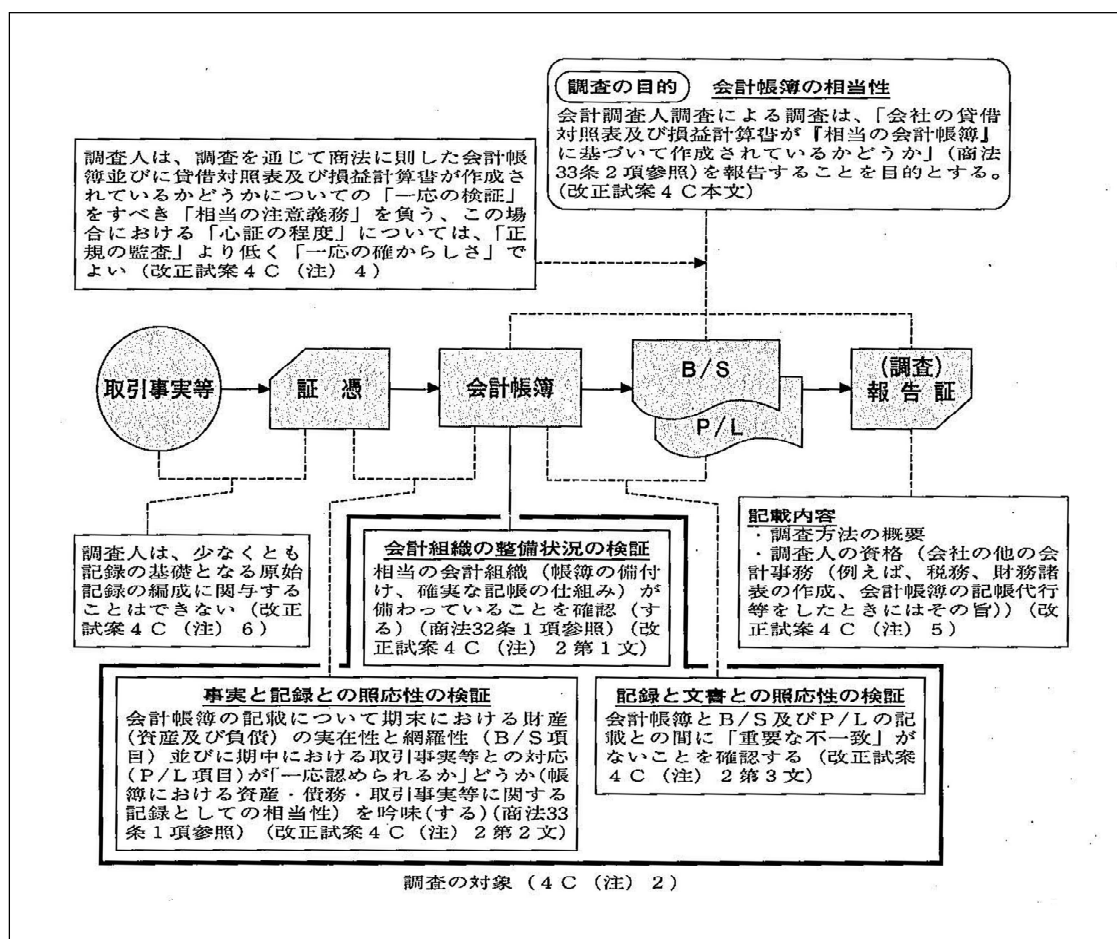 調査の目的 会計帳簿の相当性
会計調査人調査による調査は、「会社の貸借
対照表及び損益計算書が『相当の会計帳簿』
に基づいて作成されているかどうか」(商法
33条2項参照)を報告することを目的とする。
(改正試案4C本文)
調査人は、調査を通じて商法に則した会計帳
簿並びに貸借対照表及び損益計算書が作成さ
れているかどうかについての「一応の検証」
をすべき「相当の注意義務」を負う、この場
合における「心証の程度」については、「正
規の監査」より低く「一応の確からしさ」で
よい(改正試案4C(注)4)
取引事実等
証憑
会計帳簿
B/S
P/L
(調査)
報告証
調査人は、少なくとも
記録の基礎となる原始
記録の編成に関与する
ことはできない(改正
試案4C(注)6)
会計組織の整備状況の検証
相当の会計組織(帳簿の備付
け、確実な記帳の仕組み)が
備わっていることを確認(す
る)(商法32条1項参照)(改
正試案4C(注)2第1文)
記載内容
・調査方法の概要
・調査人の資格(会社の他の会
計事務(例えば、税務、財務諸
表の作成、会計帳簿の記帳代行
等をしたときにはその旨))(改
正試案4C(注)5)
事実と記録との照応性の検証
会計帳簿の記載について期末における財産
(資産及び負債)の実在性と網羅性(B/S項
目)並びに期中における取引事実等との対応
(P/L項目)が「一応認められるか」どうか(帳
簿における資産・債務・取引事実等に関する
記録としての相当性)を吟味(する)(商法33
条1項参照)(改正試案4C(注)2第2文)
記録と文書との照応性の検証
会計帳簿とB/S及びP/Lの記
載との間に「重要な不一致」が
ないことを確認する(改正試案
4C(注)2第3文)
調査の対象(4C(注)2)